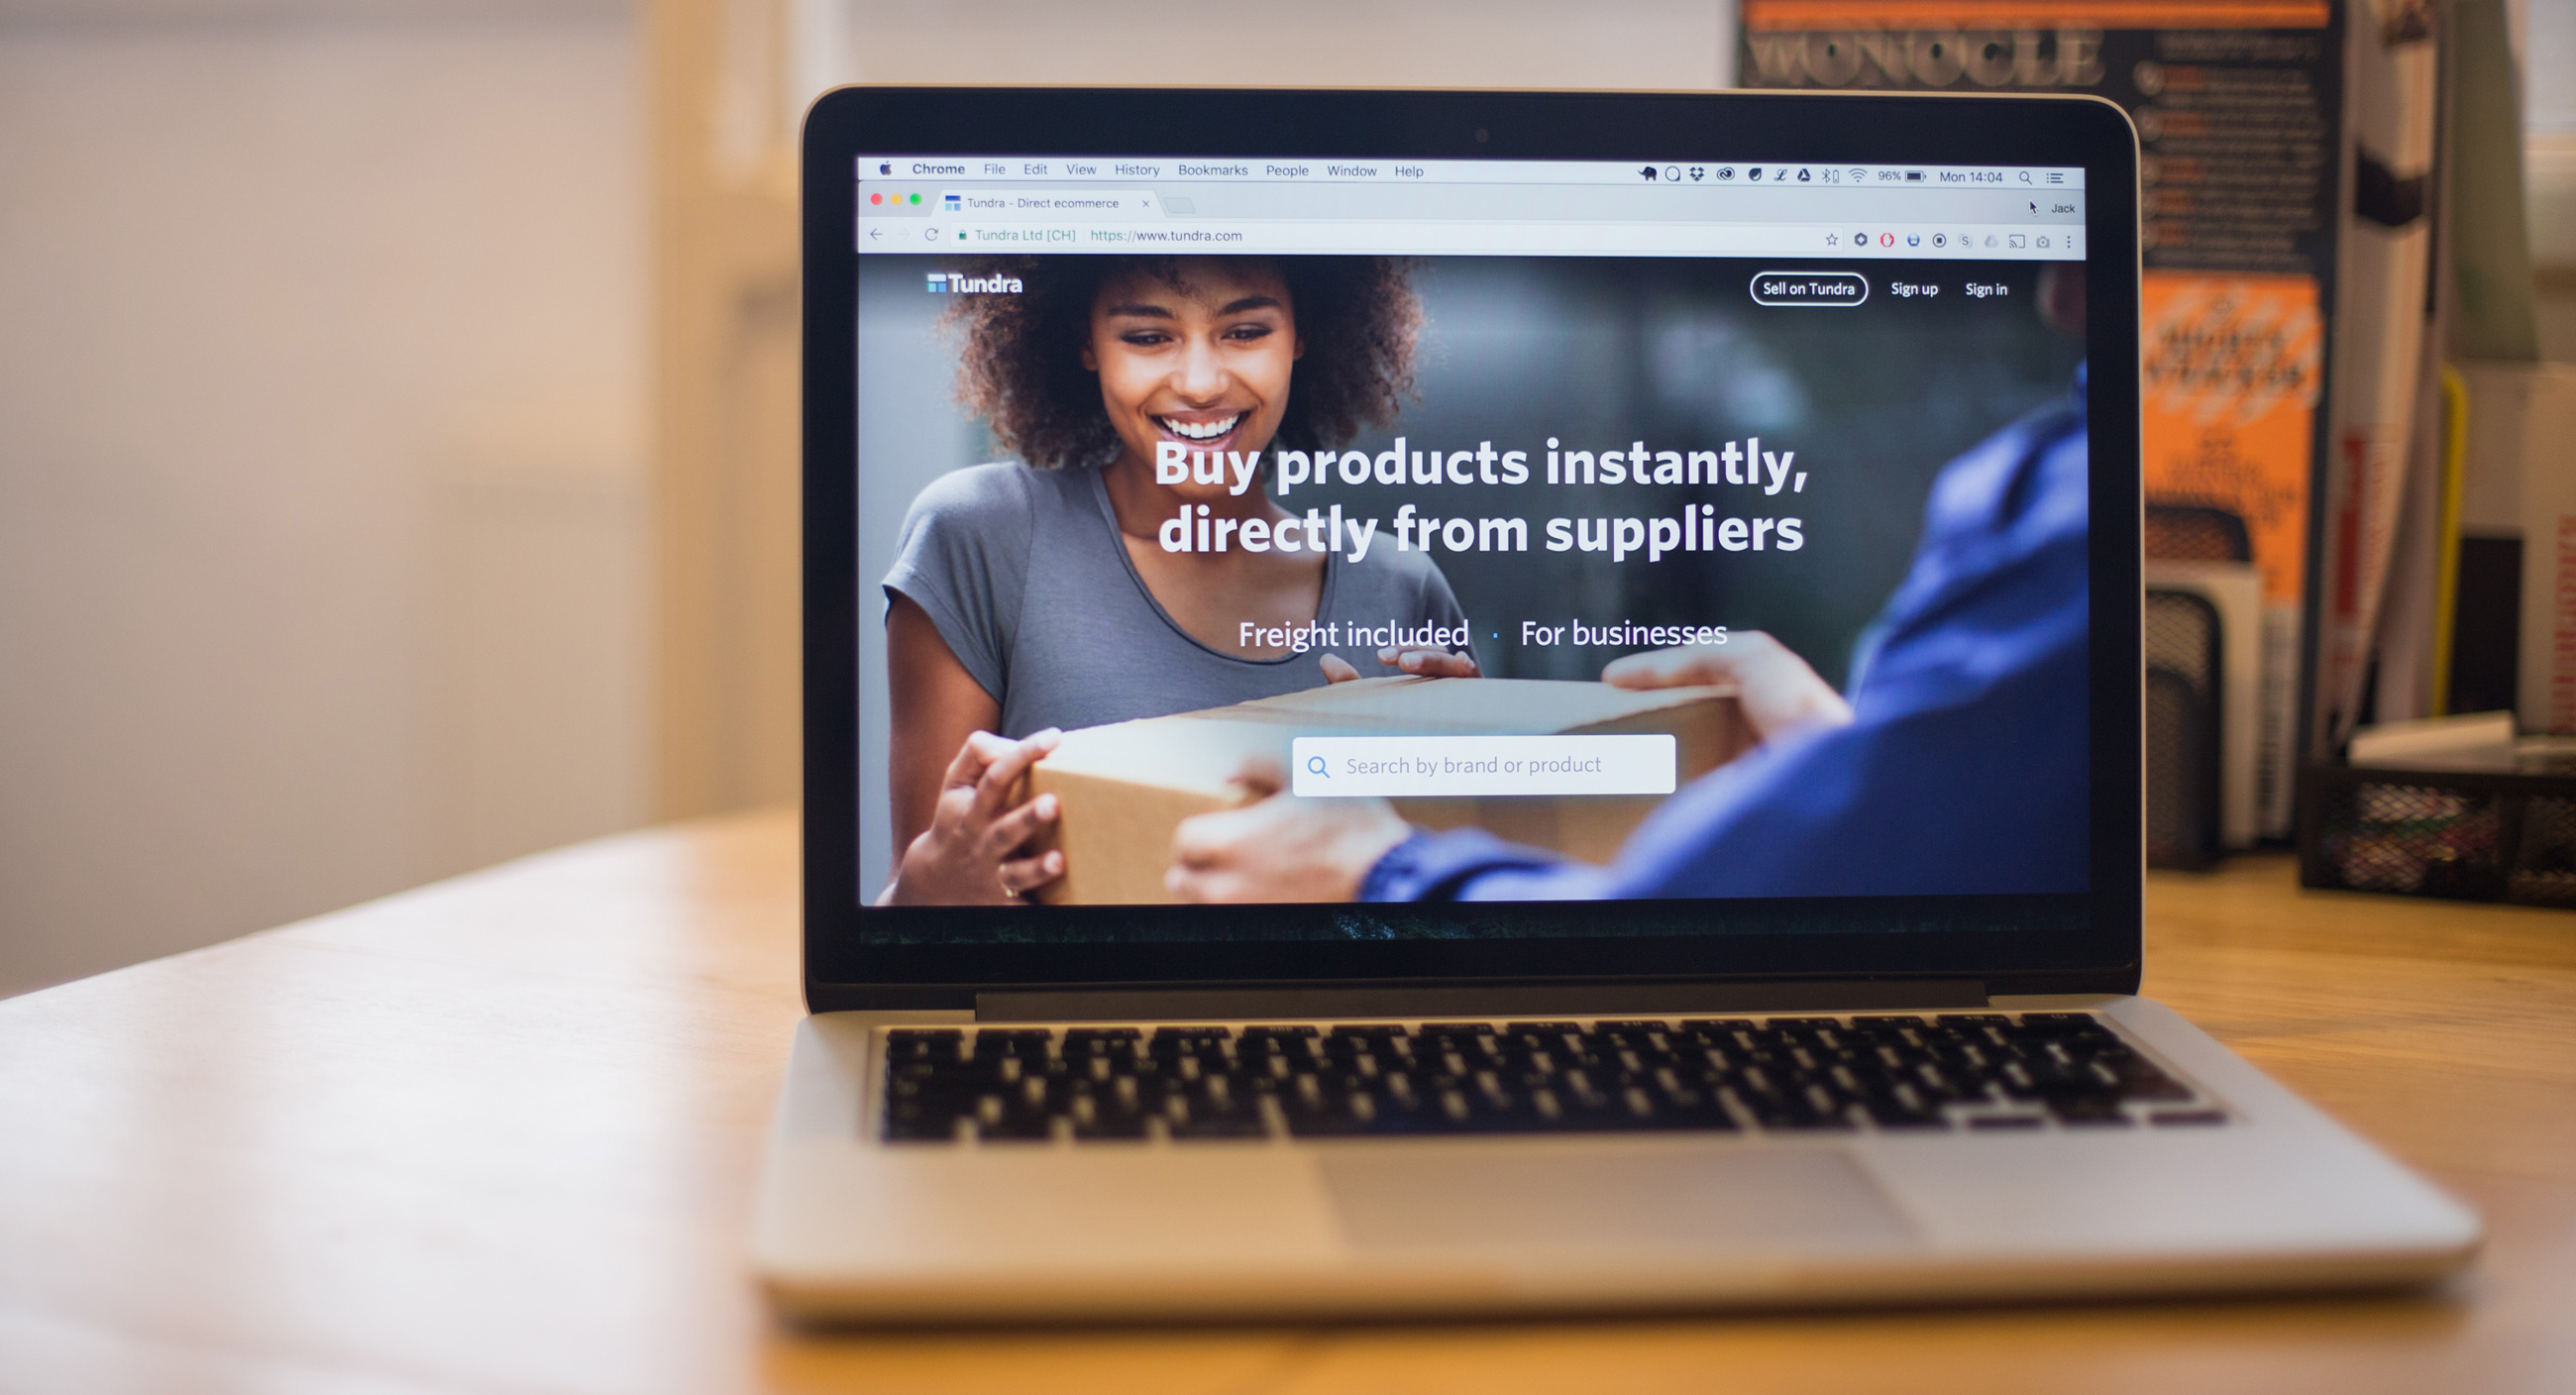 MONOCLE
Chrome File Edit View History Bookmarks People Window Help 96% Mon 14:04
Tundra - Direct ecommerce
Jack
Tundra Ltd [CH] https://www.tundra.com
Tundra
Sell on Tundra Sign up Sign in
Buy products instantly,
directly from suppliers
Freight included · For businesses
Search by brand or product